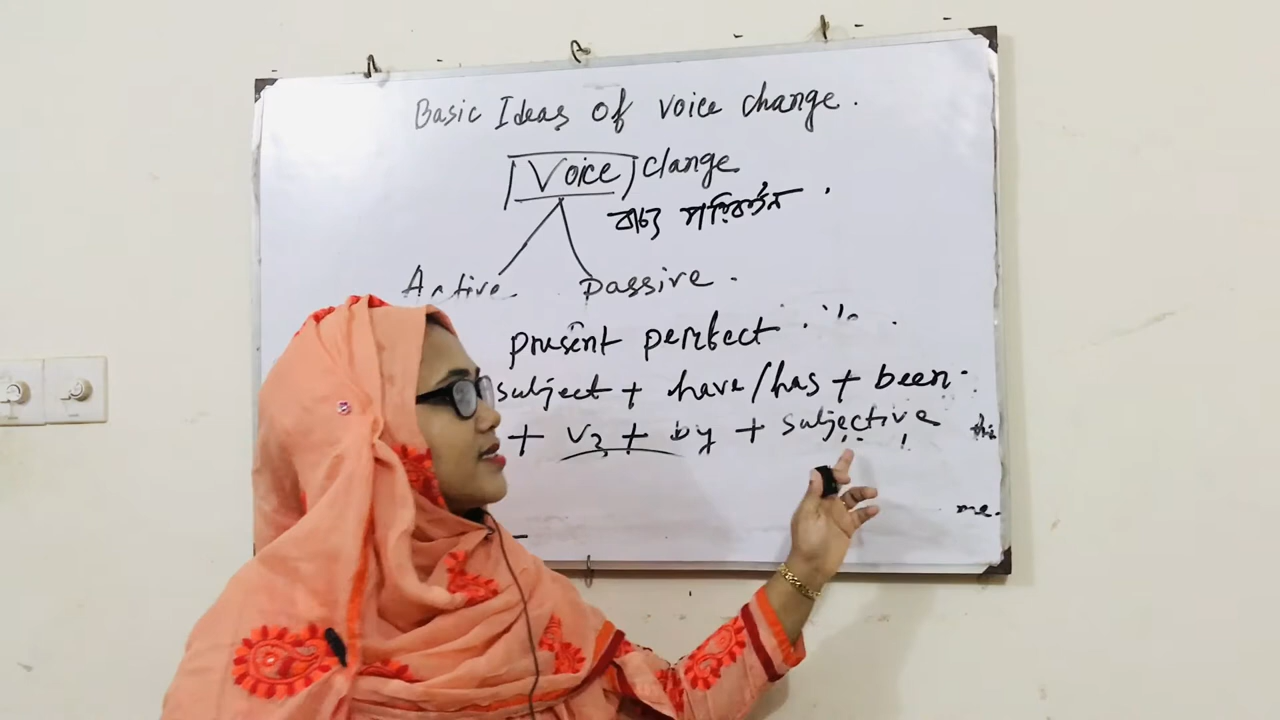 Basic Ideas of voice change.
Voice change
বাচ্য পরিবর্তন
Active Passive.
present perfect
subject + have/has + been
+ V3 + by + subjective
me.